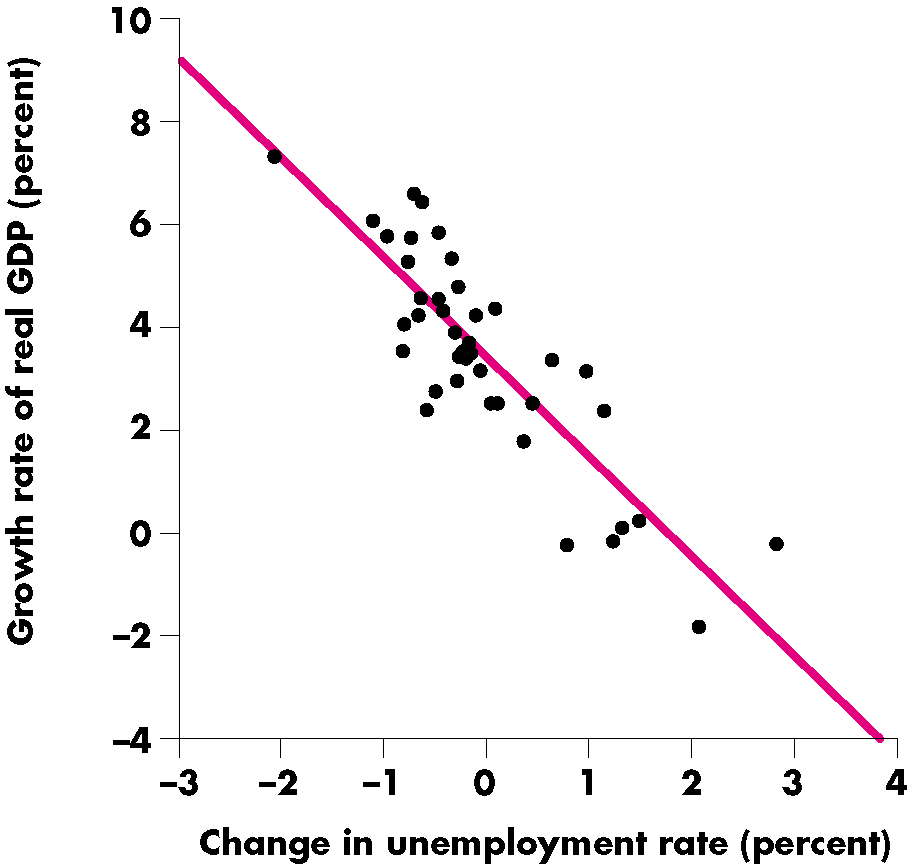 Growth rate of real GDP (percent)
10
8
6
4
2
0
–2
–4
–3 –2 –1 0 1 2 3 4
Change in unemployment rate (percent)